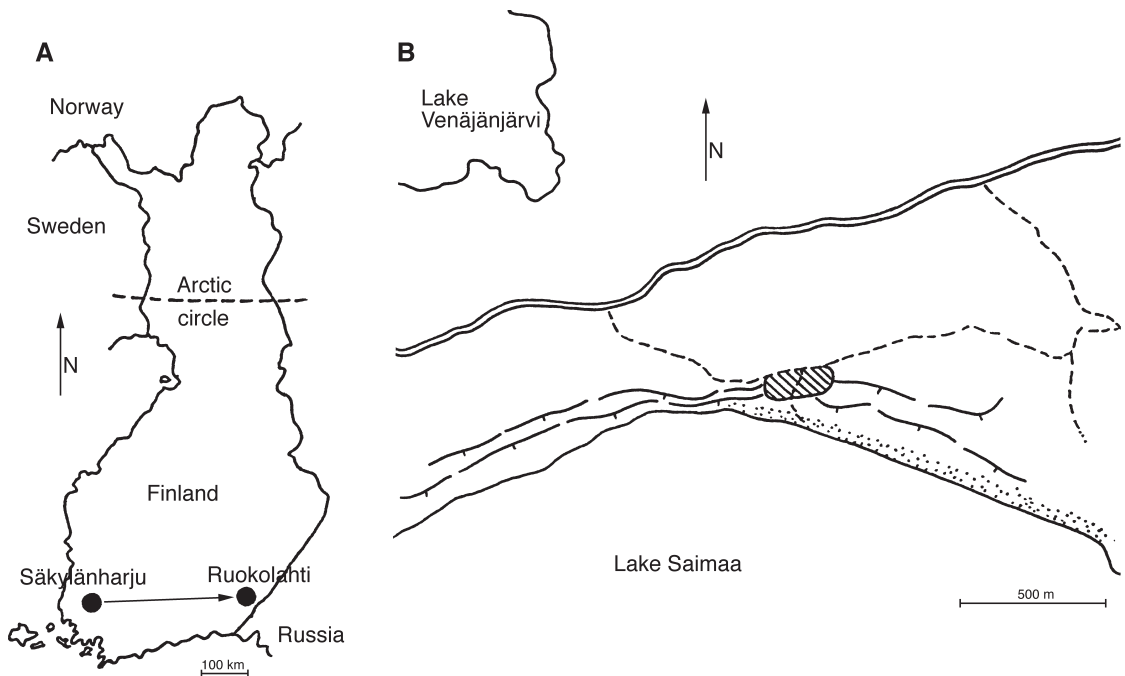 A
Norway
Sweden
Arctic
circle
N
Finland
Säkylänharju
Ruokolahti
Russia
100 km
B
Lake
Venäjänjärvi
N
Lake Saimaa
500 m